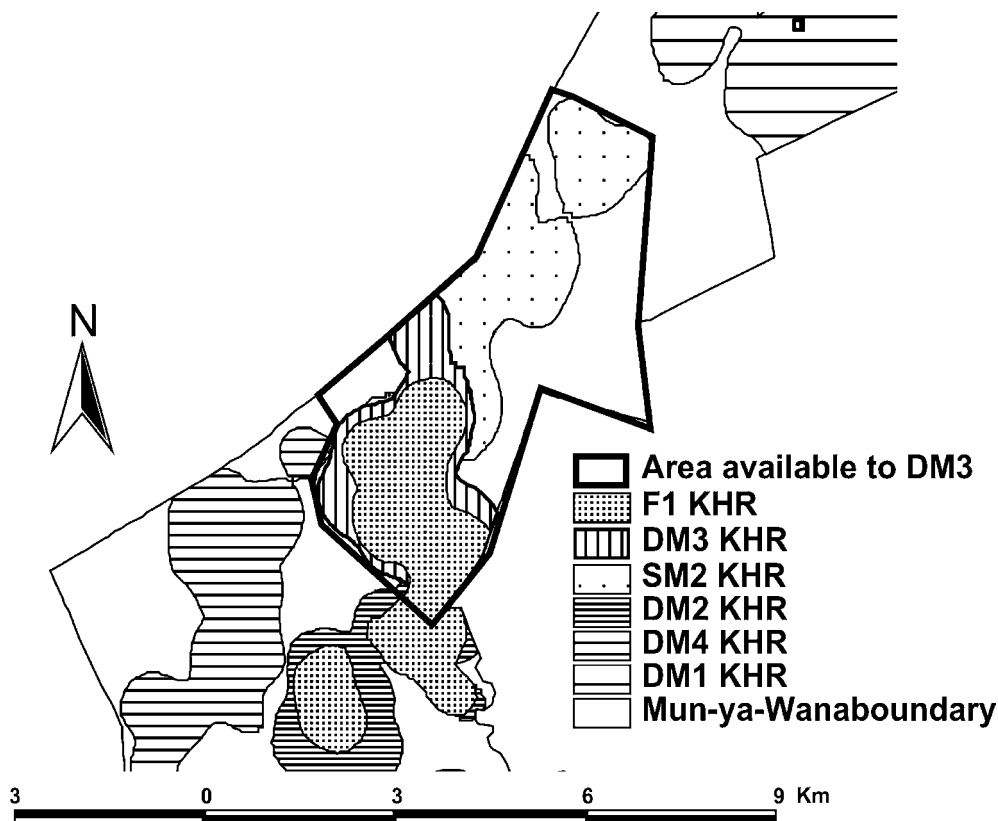 N
Area available to DM3
F1 KHR
DM3 KHR
SM2 KHR
DM2 KHR
DM4 KHR
DM1 KHR
Mun-ya-Wanaboundary
3 0 3 6 9 Km